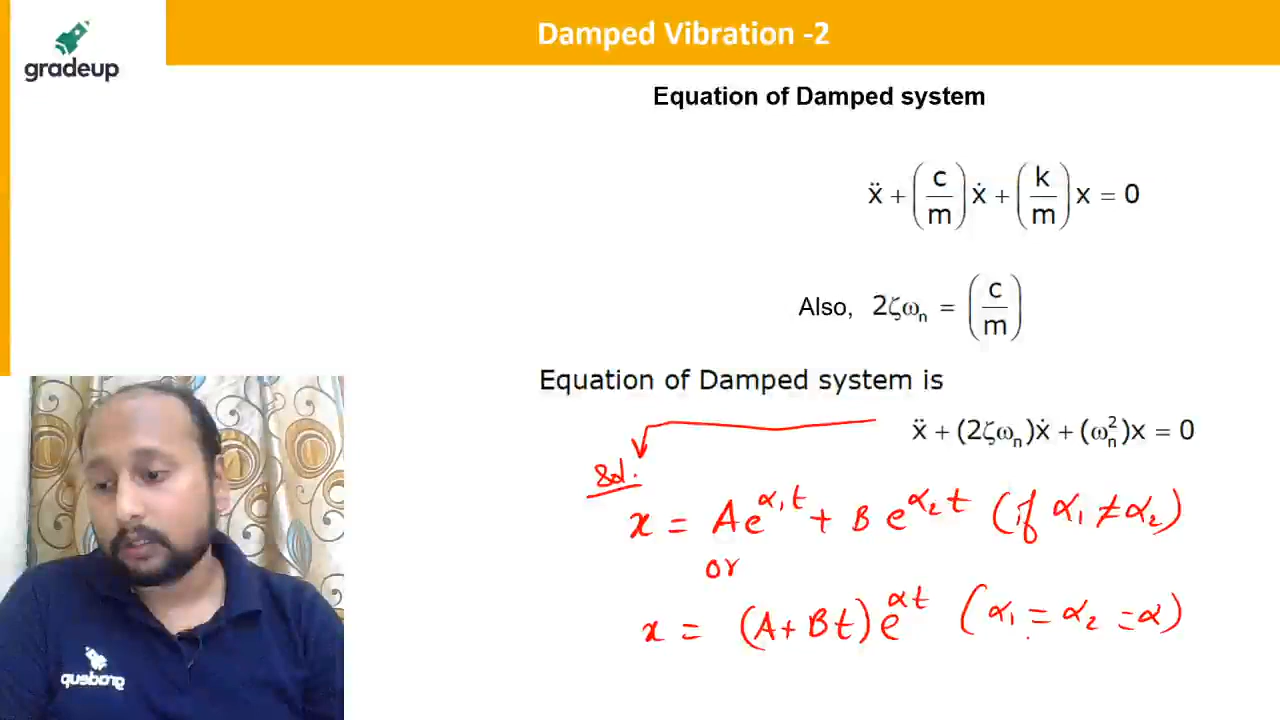 Damped Vibration -2
gradeup
Equation of Damped system
ẍ + (c/m)ẋ + (k/m)x = 0
Also, 2ζωₙ = (c/m)
Equation of Damped system is
ẍ + (2ζωₙ)ẋ + (ωₙ²)x = 0
Sol.
x = Ae^α₁t + B e^α₂t (if α₁ ≠ α₂)
or
x = (A + Bt) e^αt (α₁ = α₂ = α)
gradeup